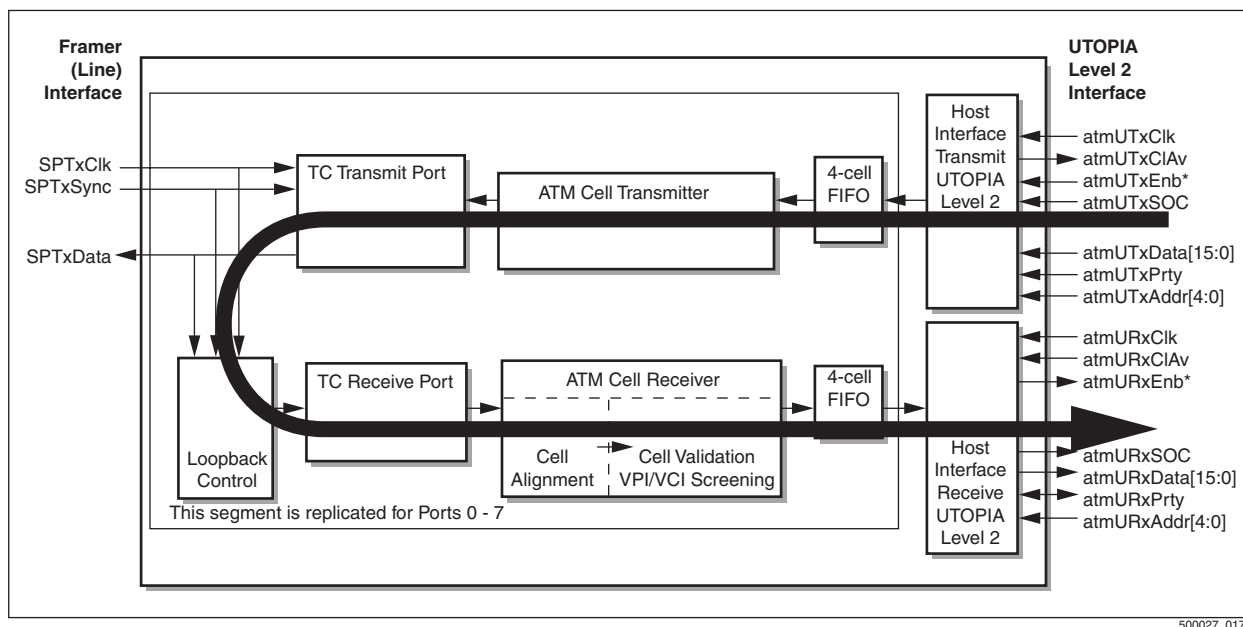 Framer
(Line)
Interface
UTOPIA
Level 2
Interface
SPTxClk
SPTxSync
SPTxData
TC Transmit Port
ATM Cell Transmitter
4-cell
FIFO
Host
Interface
Transmit
UTOPIA
Level 2
atmUTxClk
atmUTxClAv
atmUTxEnb*
atmUTxSOC
atmUTxData[15:0]
atmUTxPrty
atmUTxAddr[4:0]
Loopback
Control
TC Receive Port
ATM Cell Receiver
Cell
Alignment
Cell Validation
VPI/VCI Screening
4-cell
FIFO
Host
Interface
Receive
UTOPIA
Level 2
atmURxClk
atmURxClAv
atmURxEnb*
atmURxSOC
atmURxData[15:0]
atmURxPrty
atmURxAddr[4:0]
This segment is replicated for Ports 0 - 7
500027_017